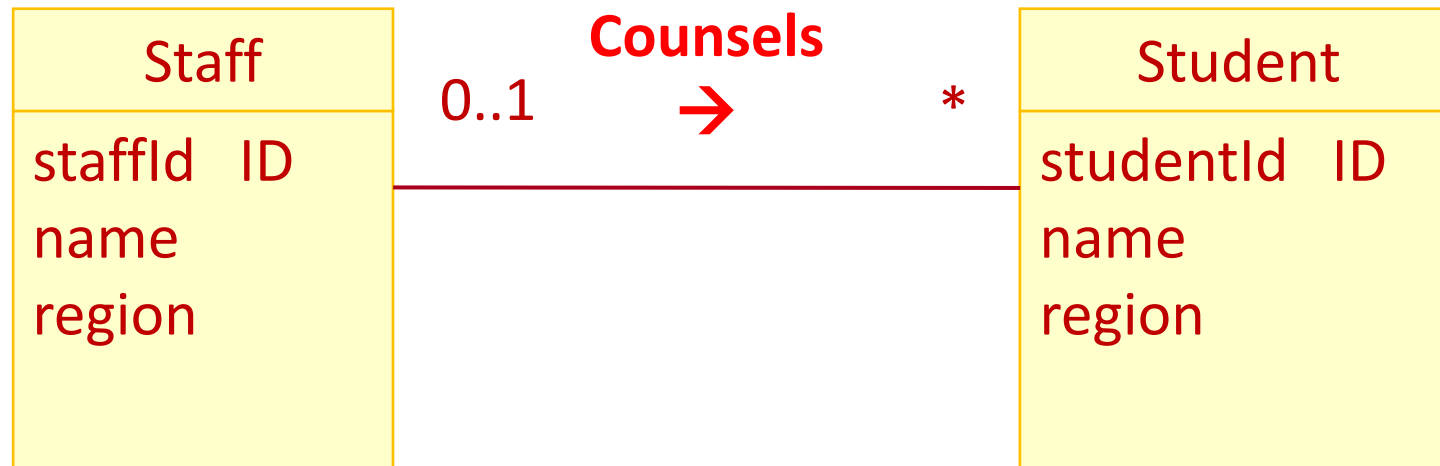 Staff
staffId ID
name
region
Counsels
0..1 → *
Student
studentId ID
name
region